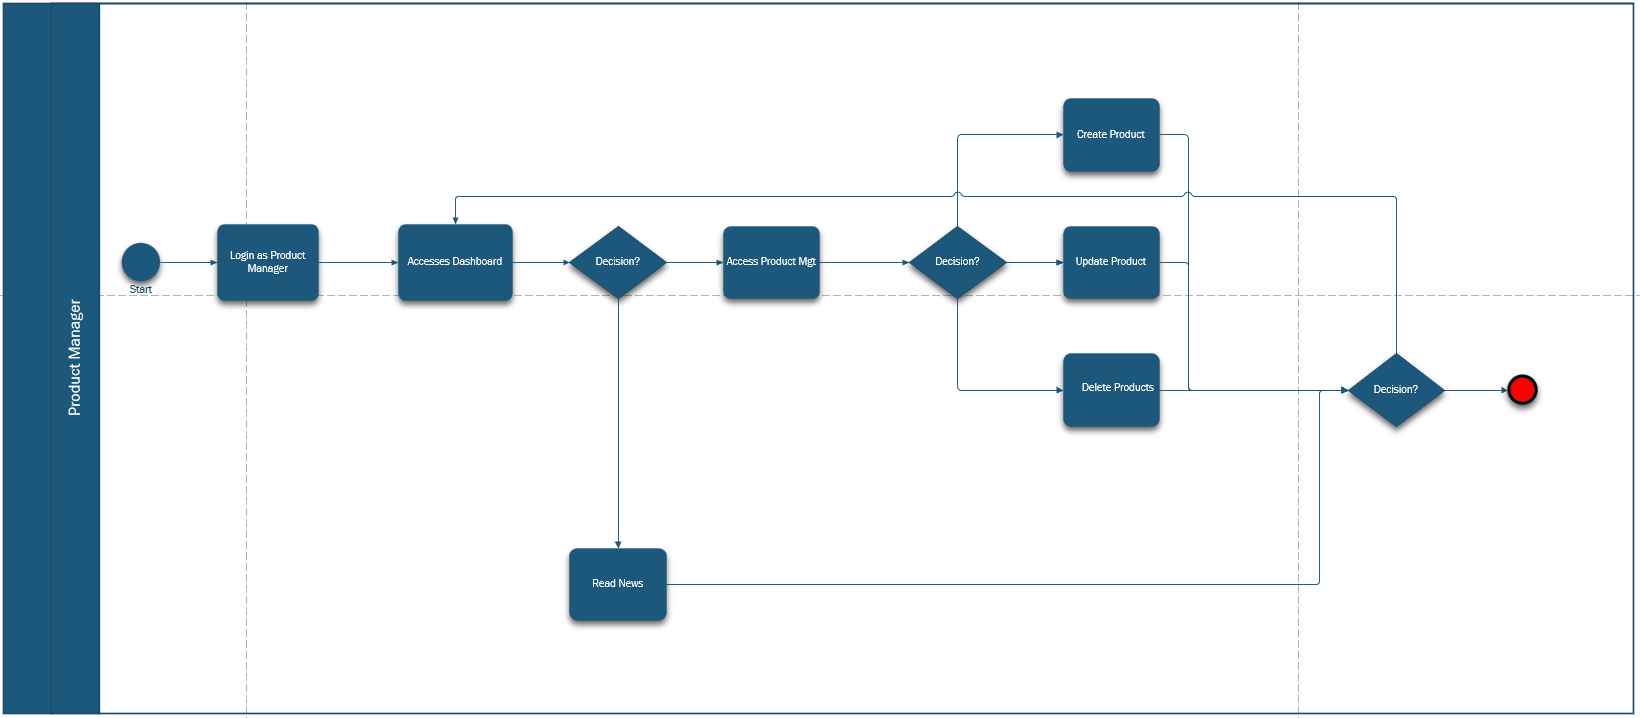 Product Manager
Start
Login as Product
Manager
Accesses Dashboard
Decision?
Access Product Mgt
Decision?
Create Product
Update Product
Delete Products
Decision?
Read News